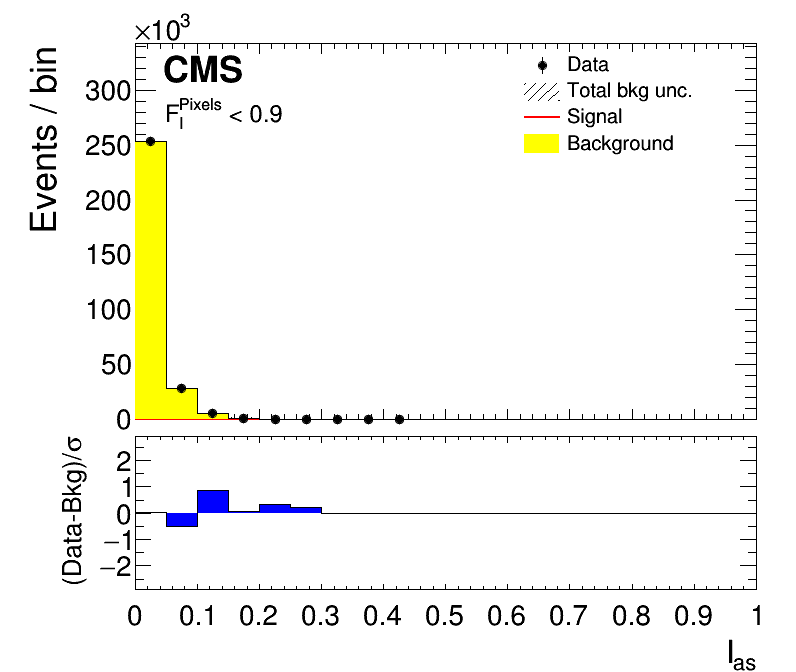 ×10³
CMS
F_I^Pixels < 0.9
Data
Total bkg unc.
Signal
Background
Events / bin
300
250
200
150
100
50
0
(Data-Bkg)/σ
2
1
0
−1
−2
0 0.1 0.2 0.3 0.4 0.5 0.6 0.7 0.8 0.9 1
I_as